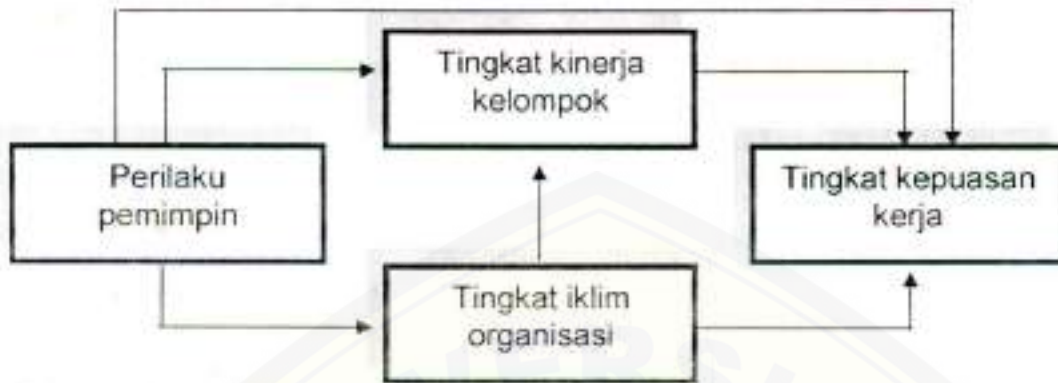 Tingkat kinerja
kelompok
Perilaku
pemimpin
Tingkat kepuasan
kerja
Tingkat iklim
organisasi